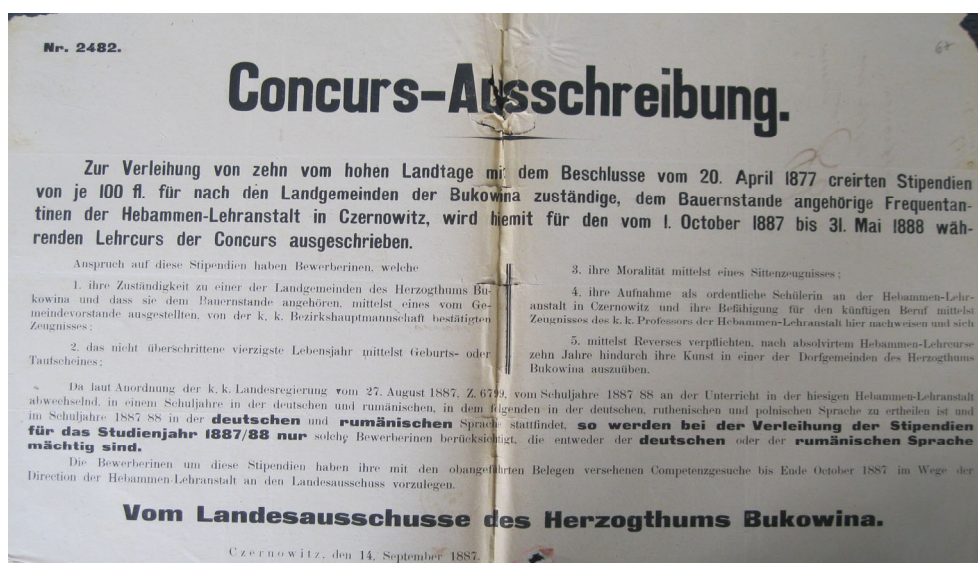 Nr. 2482.
64
Concurs-Ausschreibung.
Zur Verleihung von zehn vom hohen Landtage mit dem Beschlusse vom 20. April 1877 creirten Stipendien
von je 100 fl. für nach den Landgemeinden der Bukowina zuständige, dem Bauernstande angehörige Frequentan-
tinen der Hebammen-Lehranstalt in Czernowitz, wird hiemit für den vom 1. October 1887 bis 31. Mai 1888 wäh-
renden Lehrcurs der Concurs ausgeschrieben.
Anspruch auf diese Stipendien haben Bewerberinen, welche
1. ihre Zuständigkeit zu einer der Landgemeinden des Herzogthums Bu-
kowina und dass sie dem Bauernstande angehören, mittelst eines vom Ge-
meindevorstande ausgestellten, von der k. k. Bezirkshauptmannschaft bestätigten
Zeugnisses;
2. das nicht überschrittene vierzigste Lebensjahr mittelst Geburts- oder
Taufscheines;
3. ihre Moralität mittelst eines Sittenzeugnisses;
4. ihre Aufnahme als ordentliche Schülerin an der Hebammen-Lehr-
anstalt in Czernowitz und ihre Befähigung für den künftigen Beruf mittelst
Zeugnisses des k. k. Professors der Hebammen-Lehranstalt hier nachweisen und sich
5. mittelst Reverses verpflichten, nach absolvirtem Hebammen-Lehrcurse
zehn Jahre hindurch ihre Kunst in einer der Dorfgemeinden des Herzogthums
Bukowina auszuüben.
Da laut Anordnung der k. k. Landesregierung vom 27. August 1887, Z. 6799, vom Schuljahre 1887 88 an der Unterricht in der hiesigen Hebammen-Lehranstalt
abwechselnd, in einem Schuljahre in der deutschen und rumänischen, in dem folgenden in der deutschen, ruthenischen und polnischen Sprache zu ertheilen ist und
im Schuljahre 1887 88 in der deutschen und rumänischen Sprache stattfindet, so werden bei der Verleihung der Stipendien
für das Studienjahr 1887/88 nur solche Bewerberinen berücksichtigt, die entweder der deutschen oder der rumänischen Sprache
mächtig sind.
Die Bewerberinen um diese Stipendien haben ihre mit den obangeführten Belegen versehenen Competenzgesuche bis Ende October 1887 im Wege der
Direction der Hebammen-Lehranstalt an den Landesausschuss vorzulegen.
Vom Landesausschusse des Herzogthums Bukowina.
Czernowitz, den 14. September 1887.